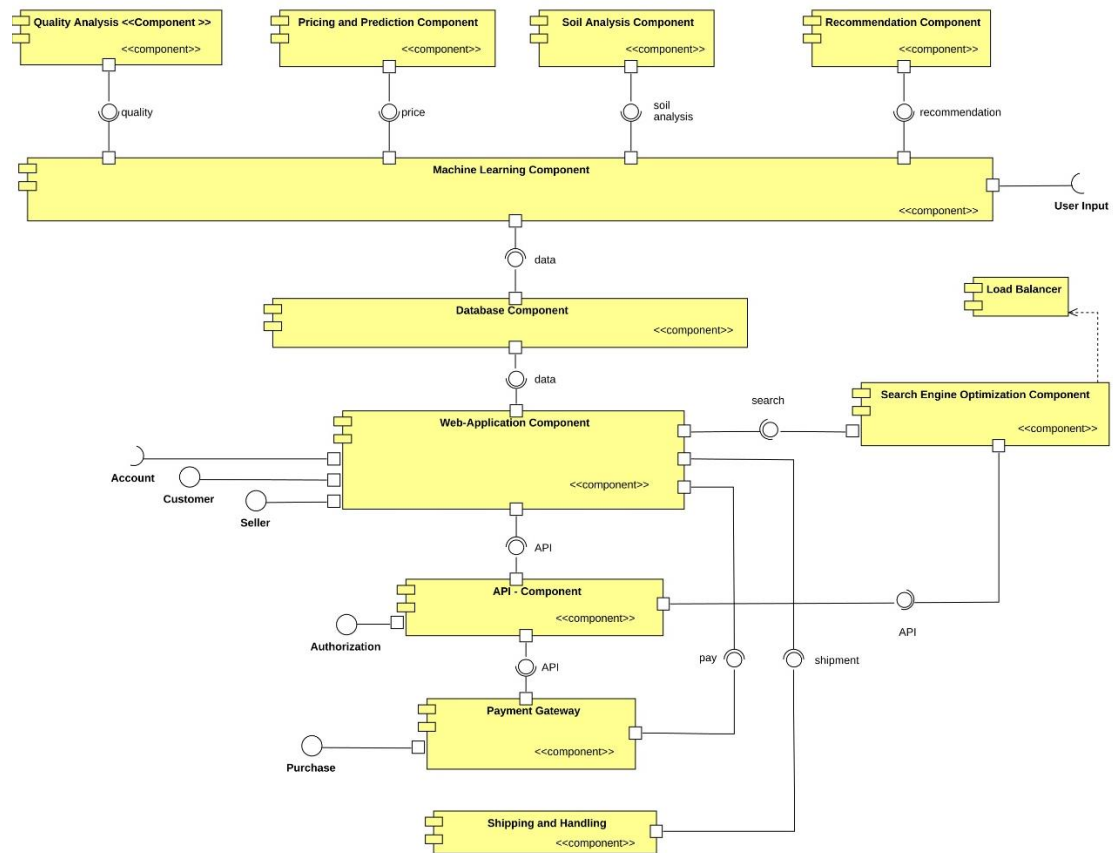 Quality Analysis <<Component >>
<<component>>
Pricing and Prediction Component
<<component>>
Soil Analysis Component
<<component>>
Recommendation Component
<<component>>
quality
price
soil
analysis
recommendation
Machine Learning Component
<<component>>
User Input
data
Database Component
<<component>>
Load Balancer
data
Web-Application Component
<<component>>
search
Search Engine Optimization Component
<<component>>
Account
Customer
Seller
API
API - Component
<<component>>
Authorization
API
API
pay
shipment
Payment Gateway
<<component>>
Purchase
Shipping and Handling
<<component>>